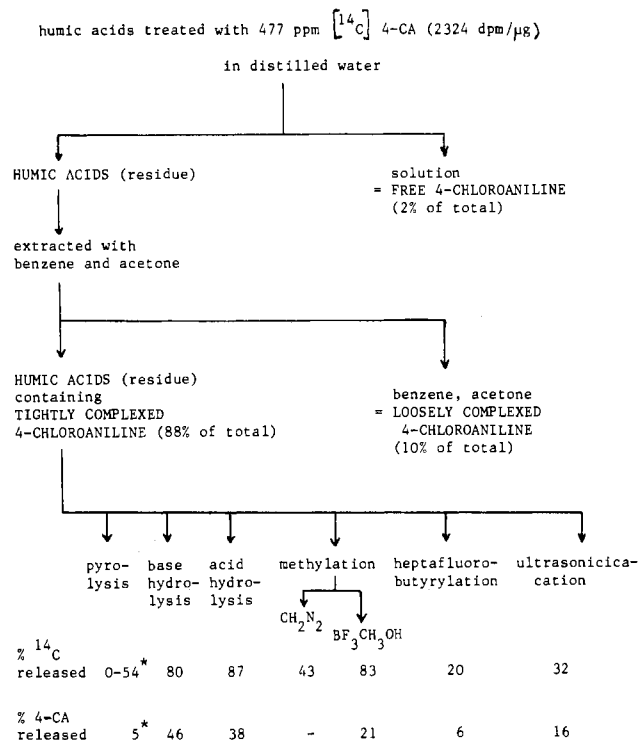 humic acids treated with 477 ppm [14C] 4-CA (2324 dpm/µg)
in distilled water
HUMIC ACIDS (residue)
solution
= FREE 4-CHLOROANILINE
(2% of total)
extracted with
benzene and acetone
HUMIC ACIDS (residue)
containing
TIGHTLY COMPLEXED
4-CHLOROANILINE (88% of total)
benzene, acetone
= LOOSELY COMPLEXED
4-CHLOROANILINE
(10% of total)
pyro-
lysis
base
hydro-
lysis
acid
hydro-
lysis
methylation
heptafluoro-
butyrylation
ultrasonicica-
cation
CH2N2
BF3CH3OH
% 14C
released 0-54* 80 87 43 83 20 32
% 4-CA
released 5* 46 38 - 21 6 16